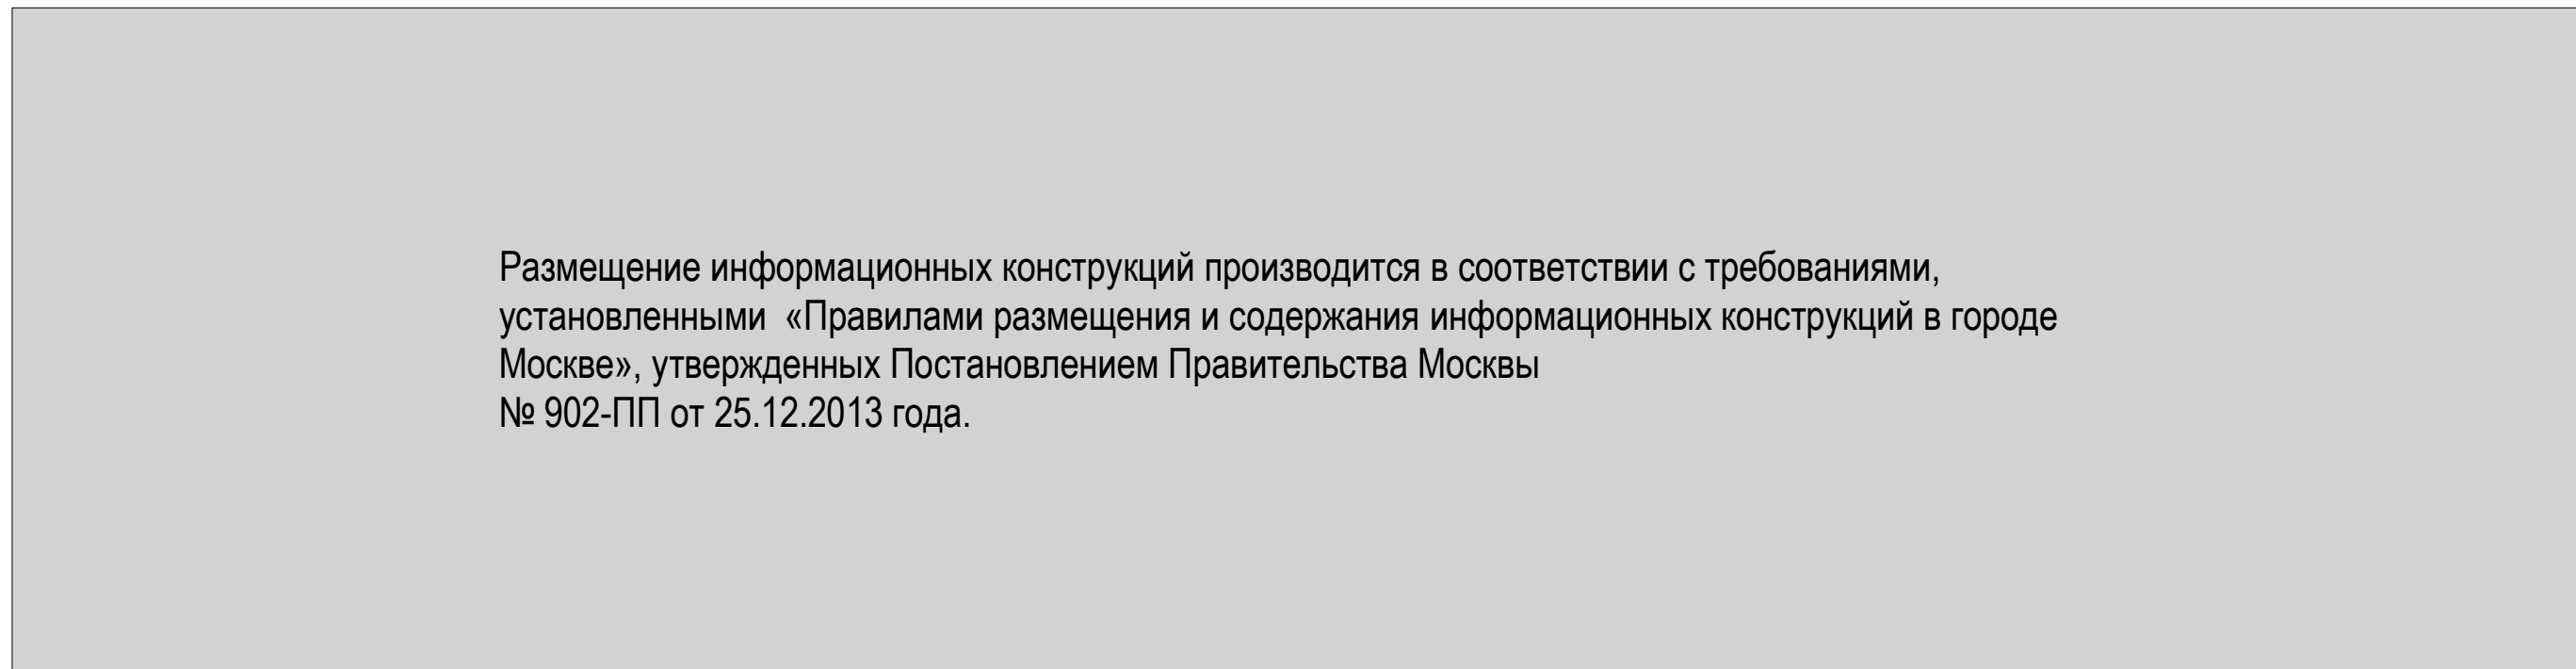 Размещение информационных конструкций производится в соответствии с требованиями,
установленными  «Правилами размещения и содержания информационных конструкций в городе
Москве», утвержденных Постановлением Правительства Москвы
№ 902-ПП от 25.12.2013 года.